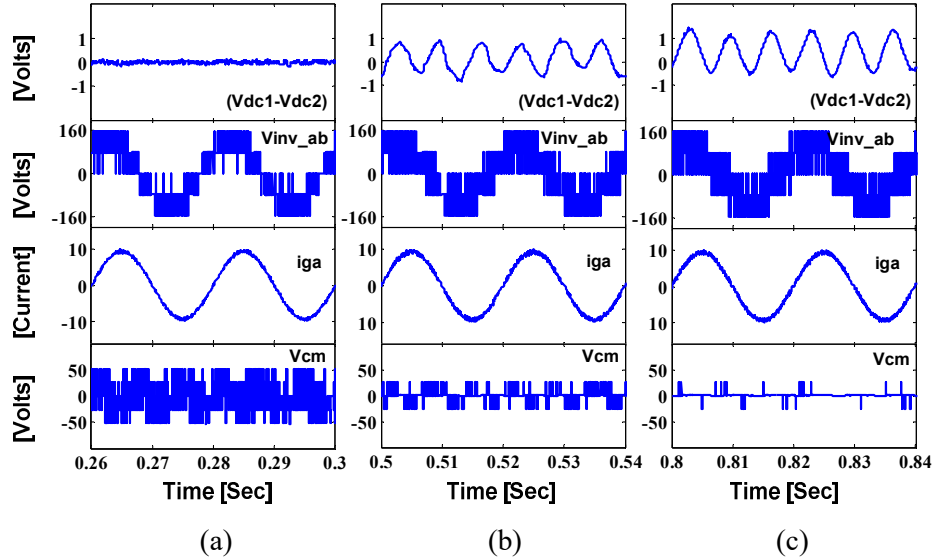 [Volts]
1
0
-1
(Vdc1-Vdc2)
1
0
-1
(Vdc1-Vdc2)
1
0
-1
(Vdc1-Vdc2)
[Volts]
160
0
-160
Vinv_ab
160
0
-160
Vinv_ab
160
0
-160
Vinv_ab
[Current]
10
0
-10
iga
10
0
10
iga
10
0
10
iga
[Volts]
50
0
-50
Vcm
50
0
-50
Vcm
50
0
-50
Vcm
0.26 0.27 0.28 0.29 0.3
0.5 0.51 0.52 0.53 0.54
0.8 0.81 0.82 0.83 0.84
Time [Sec]
Time [Sec]
Time [Sec]
(a)
(b)
(c)